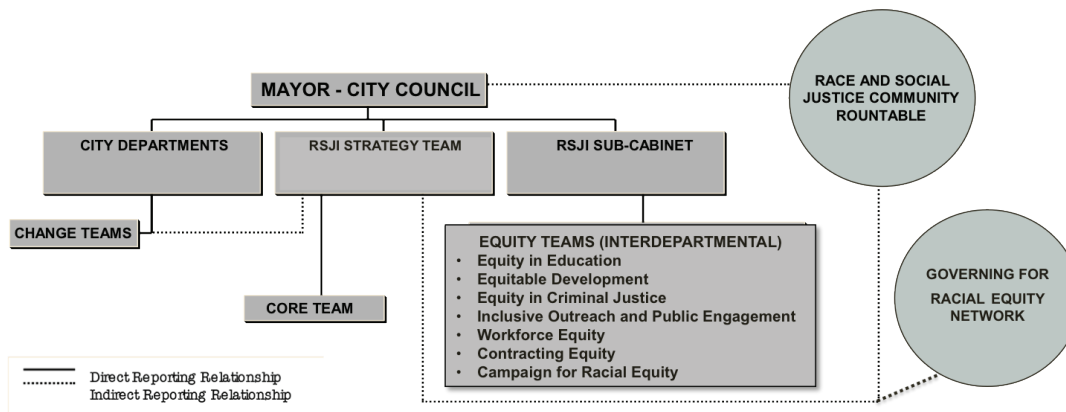 MAYOR - CITY COUNCIL
RACE AND SOCIAL
JUSTICE COMMUNITY
ROUNDTABLE
CITY DEPARTMENTS
RSJI STRATEGY TEAM
RSJI SUB-CABINET
CHANGE TEAMS
CORE TEAM
EQUITY TEAMS (INTERDEPARTMENTAL)
• Equity in Education
• Equitable Development
• Equity in Criminal Justice
• Inclusive Outreach and Public Engagement
• Workforce Equity
• Contracting Equity
• Campaign for Racial Equity
GOVERNING FOR
RACIAL EQUITY
NETWORK
Direct Reporting Relationship
Indirect Reporting Relationship